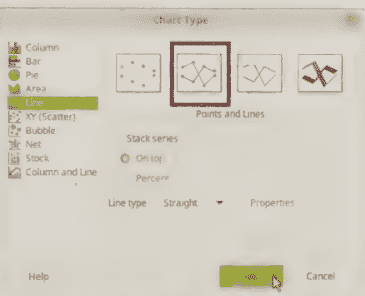 Chart Type
Column
Bar
Pie
Area
Line
XY (Scatter)
Bubble
Net
Stock
Column and Line
Points and Lines
Stack series
On top
Percent
Line type Straight Properties
Help Cancel